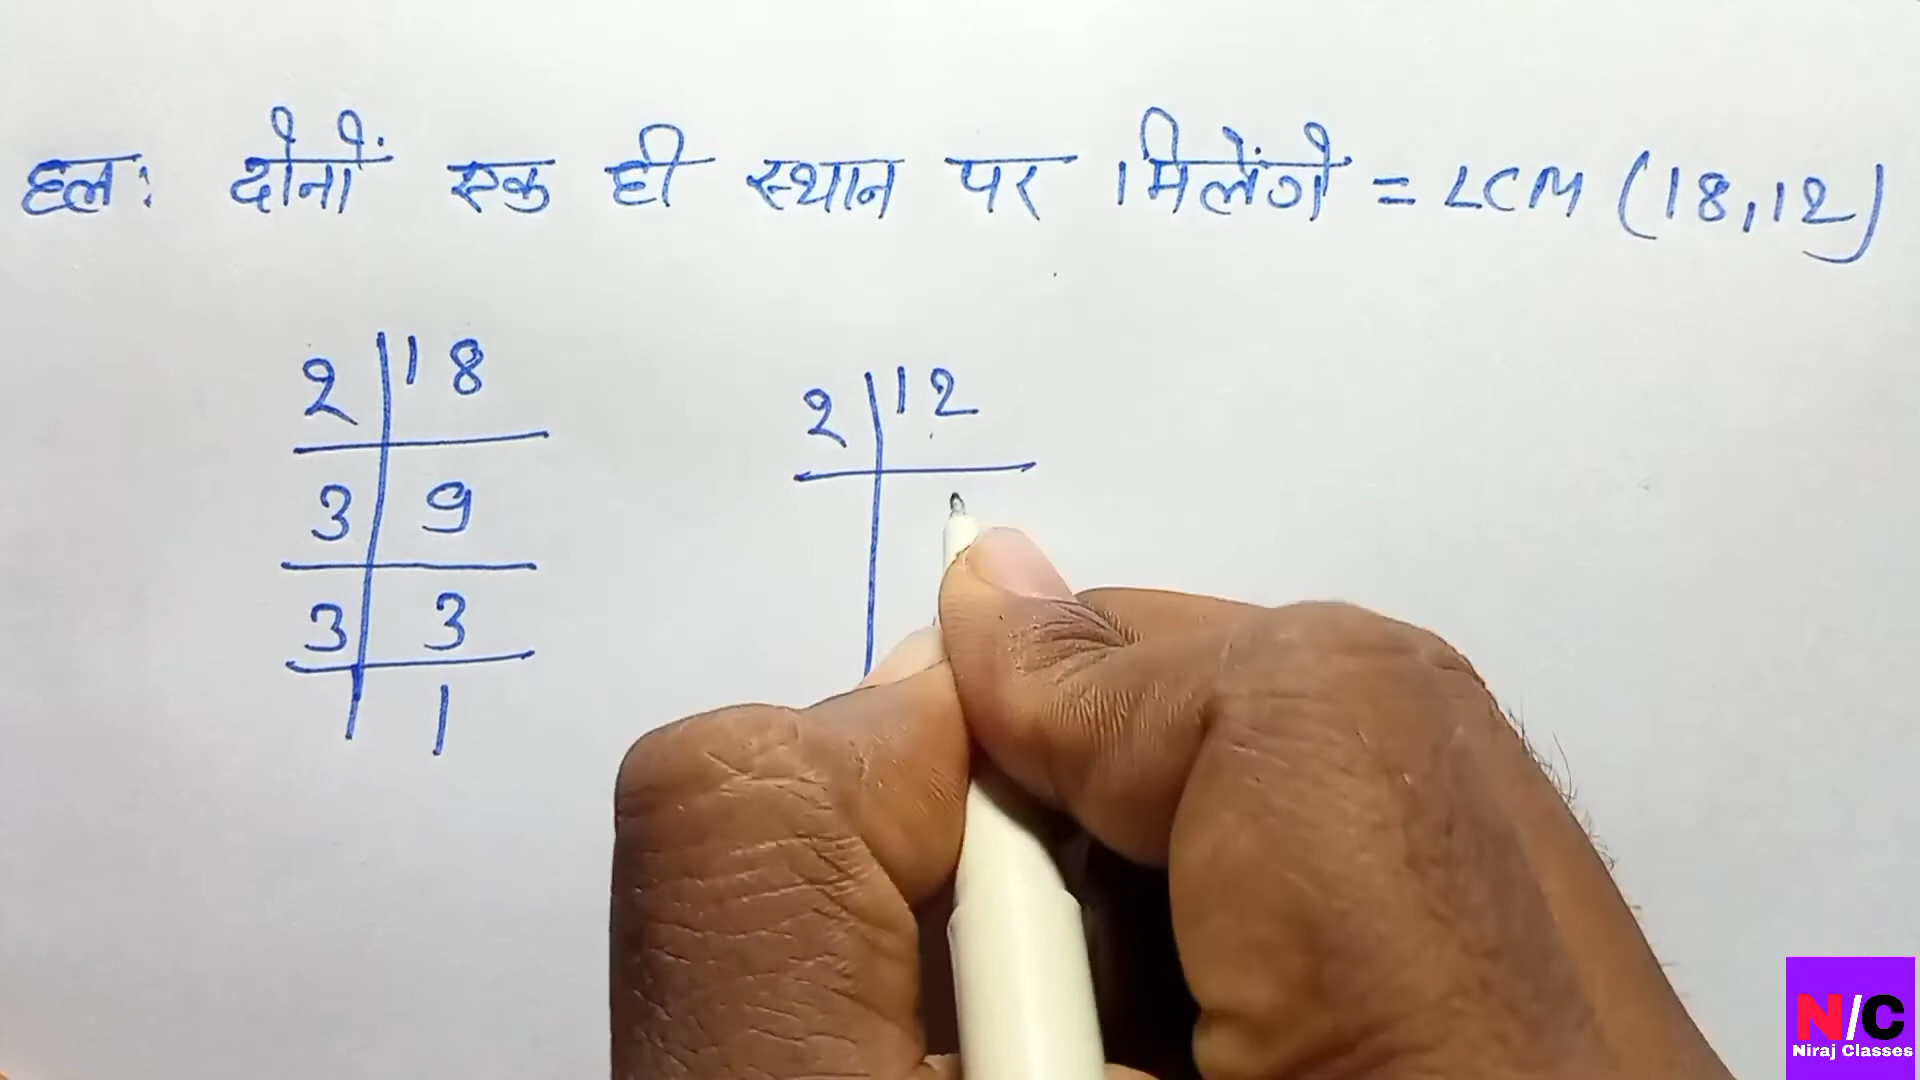 हल: दोनों एक ही स्थान पर मिलेंगे = LCM (18,12)
2 | 18
3 | 9
3 | 3
1
2 | 12
N/C
Niraj Classes